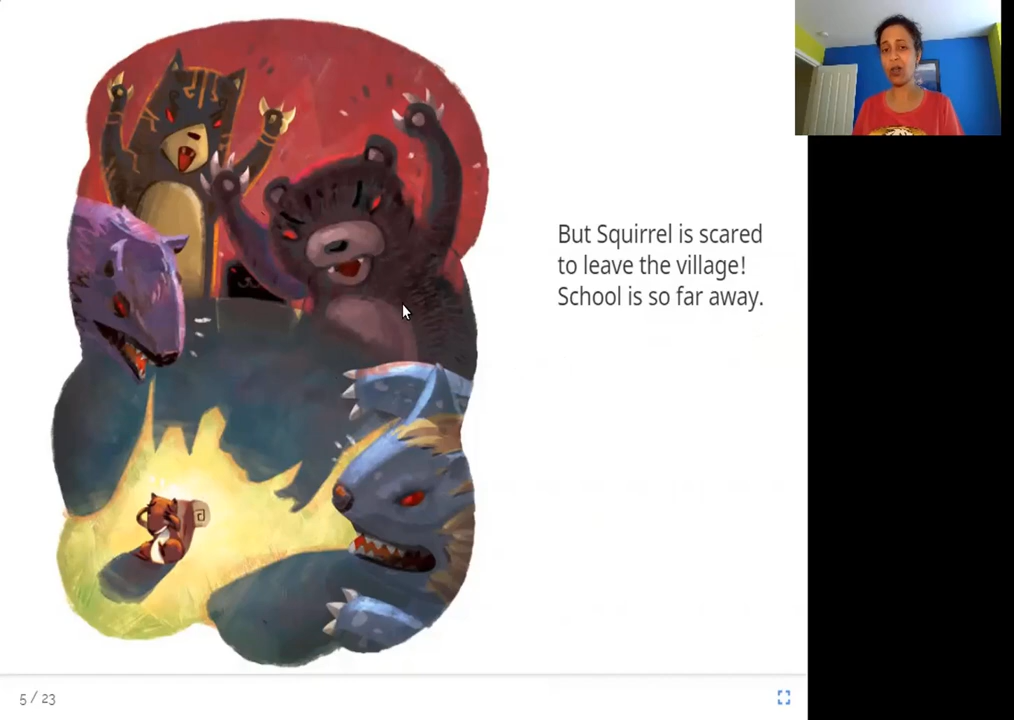 But Squirrel is scared
to leave the village!
School is so far away.
5 / 23